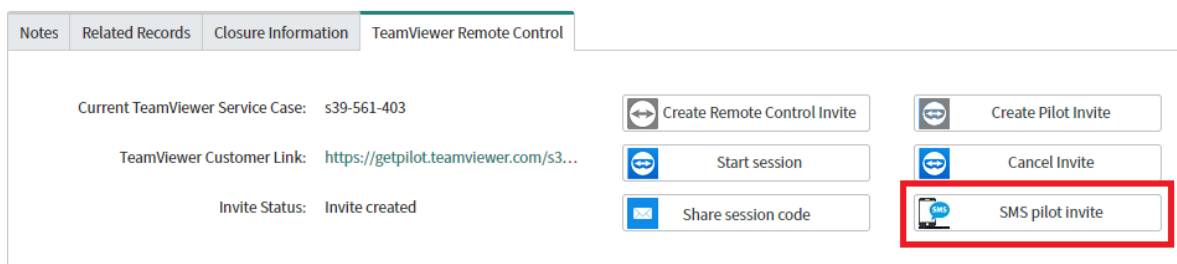 Notes Related Records Closure Information TeamViewer Remote Control
Current TeamViewer Service Case: s39-561-403
Create Remote Control Invite
Create Pilot Invite
TeamViewer Customer Link: https://getpilot.teamviewer.com/s3...
Start session
Cancel Invite
Invite Status: Invite created
Share session code
SMS
SMS pilot invite